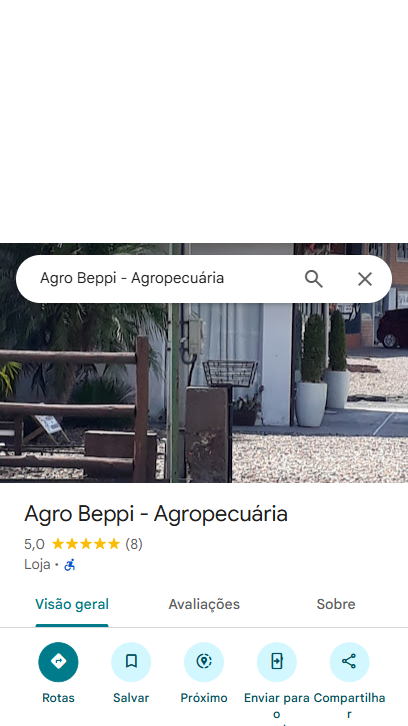 Agro Beppi - Agropecuária
Agro Beppi - Agropecuária
5,0 (8)
Loja ·
Visão geral Avaliações Sobre
Rotas Salvar Próximo Enviar para o Compartilhar